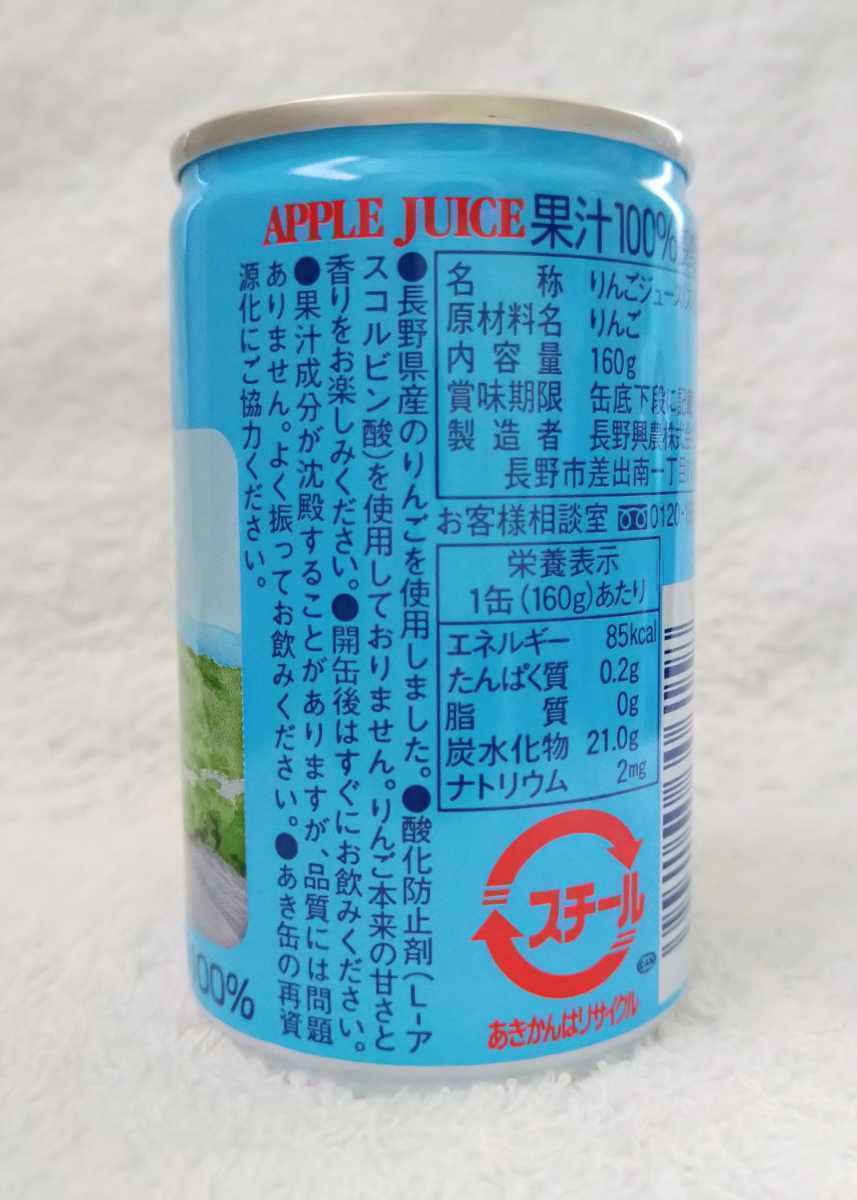 APPLE JUICE 果汁100%
名称 りんごジュース
原材料名 りんご
内容量 160g
賞味期限 缶底下段に記載
製造者 長野興農株式会
長野市差出南一丁目
お客様相談室 0120-
栄養表示
1缶(160g)あたり
エネルギー 85kcal
たんぱく質 0.2g
脂質 0g
炭水化物 21.0g
ナトリウム 2mg
スチール
あきかんはリサイクル
●長野県産のりんごを使用しました。●酸化防止剤(L-ア
スコルビン酸)を使用しておりません。りんご本来の甘さと
香りをお楽しみください。●開缶後はすぐにお飲みください。
●果汁成分が沈殿することがありますが、品質には問題
ありません。よく振ってお飲みください。●あき缶の再資
源化にご協力ください。
100%